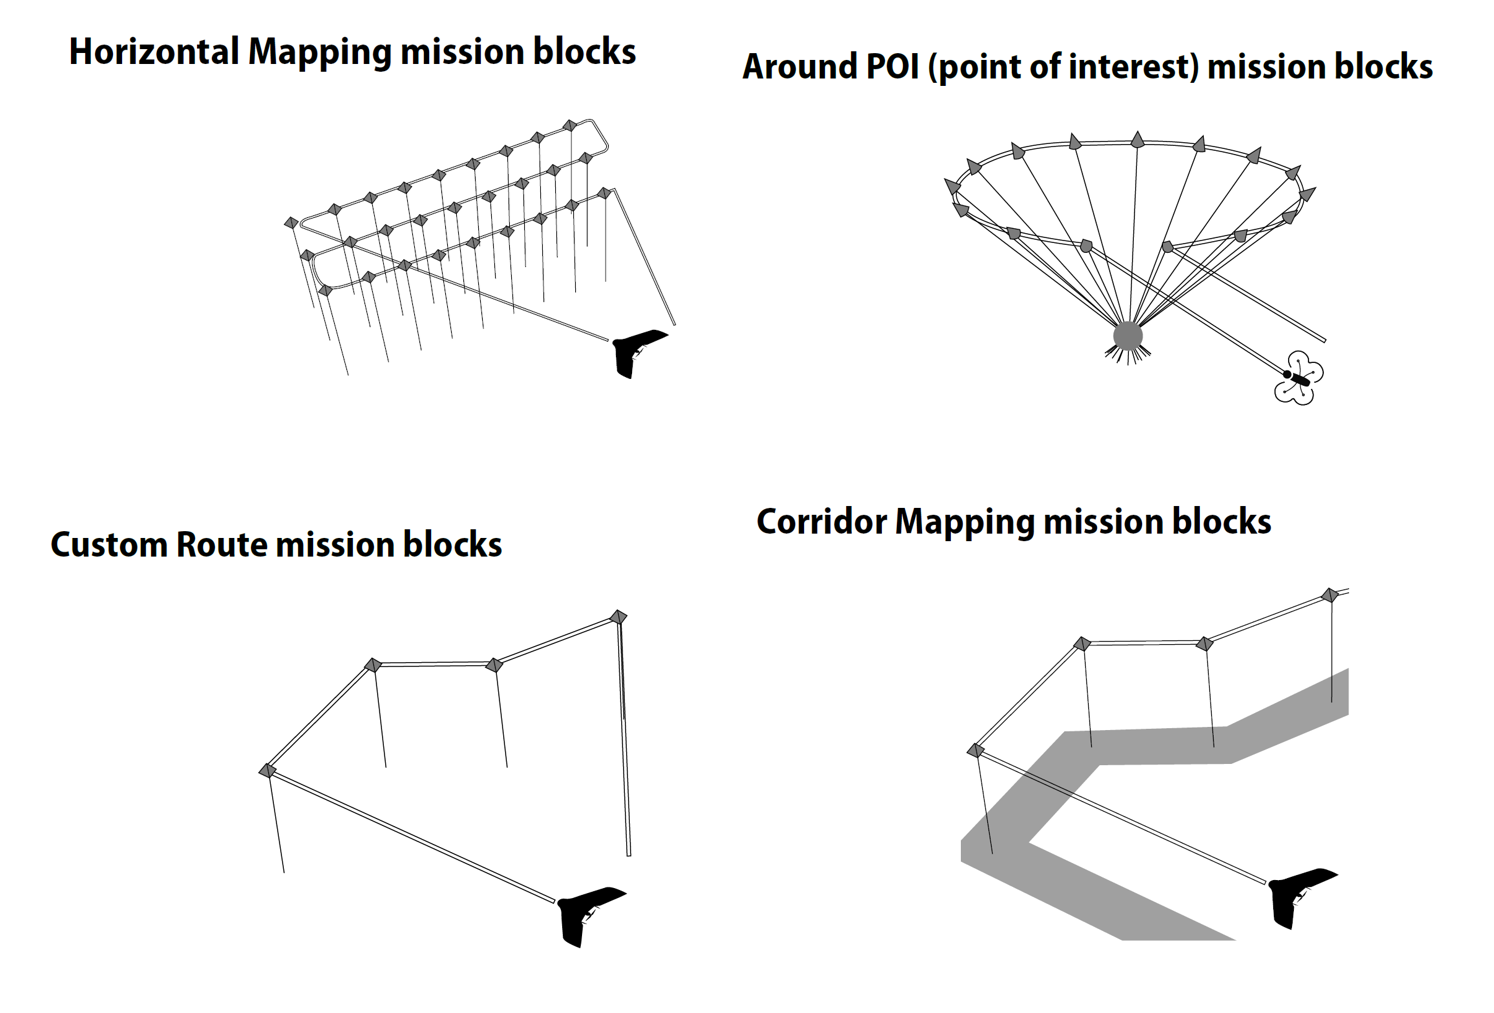 Horizontal Mapping mission blocks
Around POI (point of interest) mission blocks
Custom Route mission blocks
Corridor Mapping mission blocks